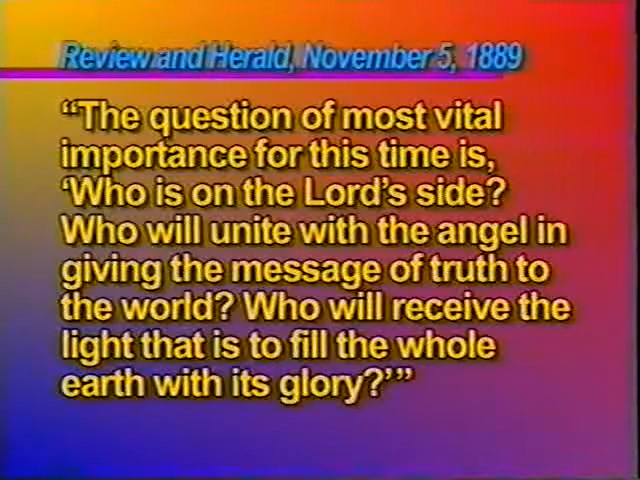 Review and Herald, November 5, 1889
“The question of most vital
importance for this time is,
‘Who is on the Lord’s side?
Who will unite with the angel in
giving the message of truth to
the world? Who will receive the
light that is to fill the whole
earth with its glory?’”